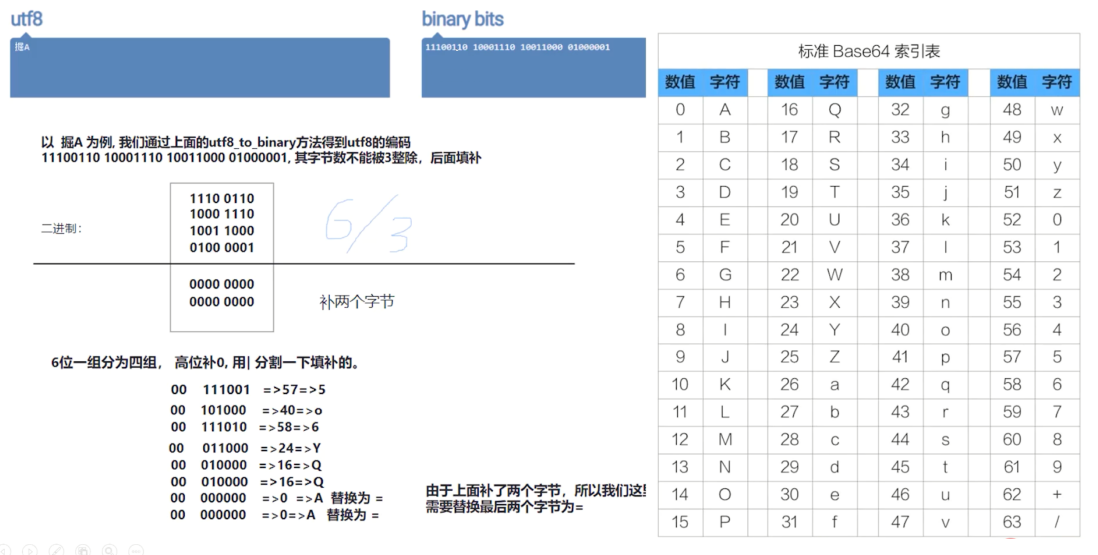 utf8
掘A
binary bits
11100110 10001110 10011000 01000001
以 掘A 为例, 我们通过上面的utf8_to_binary方法得到utf8的编码
11100110 10001110 10011000 01000001, 其字节数不能被3整除，后面填补
二进制:
1110 0110
1000 1110
1001 1000
0100 0001
6/3
0000 0000
0000 0000
补两个字节
6位一组分为四组， 高位补0, 用| 分割一下填补的。
00 111001 =>57=>5
00 101000 =>40=>o
00 111010 =>58=>6
00 011000 =>24=>Y
00 010000 =>16=>Q
00 010000 =>16=>Q
00 000000 =>0 =>A 替换为 =
00 000000 =>0=>A 替换为 =
由于上面补了两个字节，所以我们这
需要替换最后两个字节为=
标准 Base64 索引表
数值 字符 数值 字符 数值 字符 数值 字符
0 A 16 Q 32 g 48 w
1 B 17 R 33 h 49 x
2 C 18 S 34 i 50 y
3 D 19 T 35 j 51 z
4 E 20 U 36 k 52 0
5 F 21 V 37 l 53 1
6 G 22 W 38 m 54 2
7 H 23 X 39 n 55 3
8 I 24 Y 40 o 56 4
9 J 25 Z 41 p 57 5
10 K 26 a 42 q 58 6
11 L 27 b 43 r 59 7
12 M 28 c 44 s 60 8
13 N 29 d 45 t 61 9
14 O 30 e 46 u 62 +
15 P 31 f 47 v 63 /